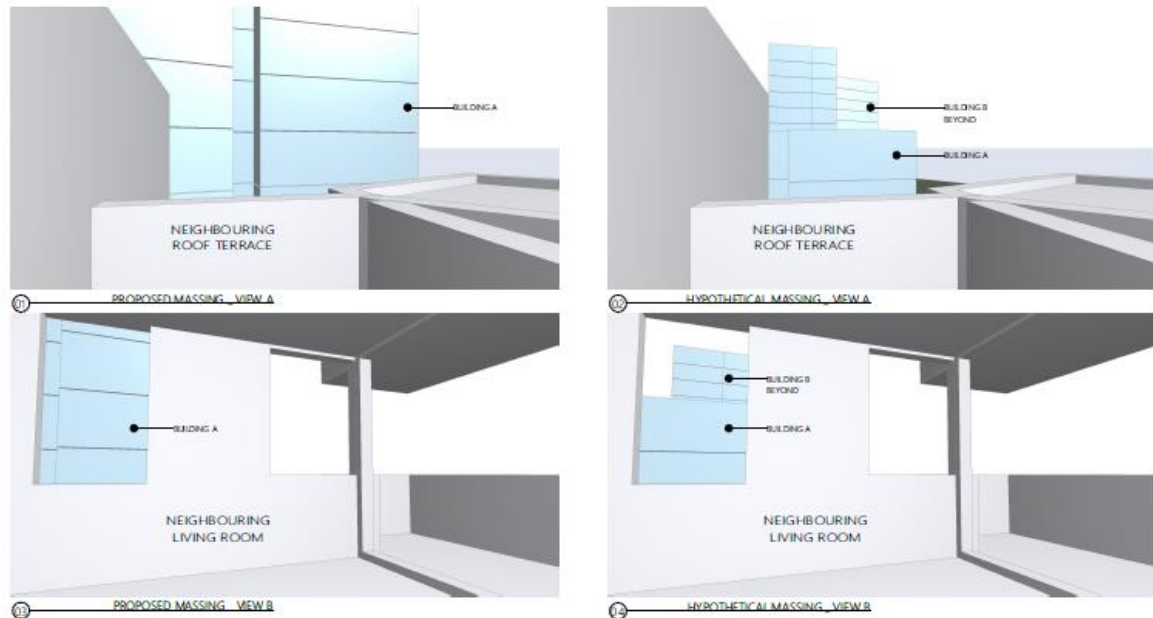 BUILDING A
NEIGHBOURING
ROOF TERRACE
01 PROPOSED MASSING _ VIEW A
BUILDING B
BEYOND
BUILDING A
NEIGHBOURING
ROOF TERRACE
02 HYPOTHETICAL MASSING _ VIEW A
BUILDING A
NEIGHBOURING
LIVING ROOM
03 PROPOSED MASSING _ VIEW B
BUILDING B
BEYOND
BUILDING A
NEIGHBOURING
LIVING ROOM
04 HYPOTHETICAL MASSING _ VIEW B